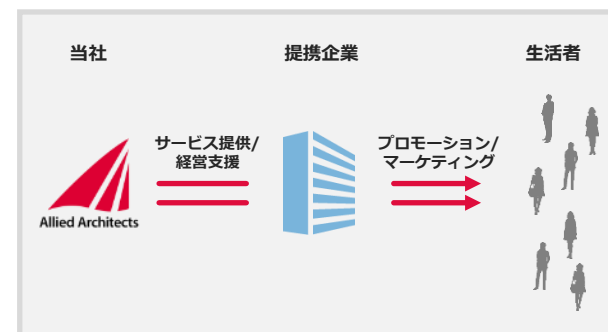 当社
提携企業
生活者
サービス提供/
経営支援
プロモーション/
マーケティング
Allied Architects